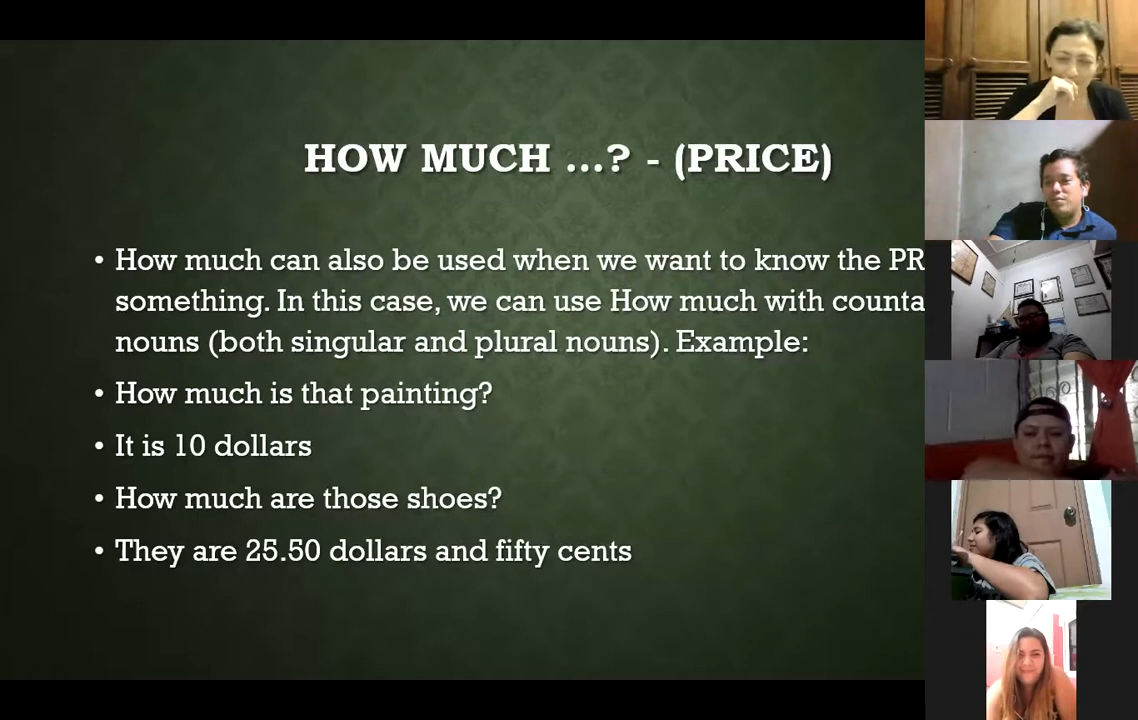 HOW MUCH ...? - (PRICE)
• How much can also be used when we want to know the PR
something. In this case, we can use How much with counta
nouns (both singular and plural nouns). Example:
• How much is that painting?
• It is 10 dollars
• How much are those shoes?
• They are 25.50 dollars and fifty cents